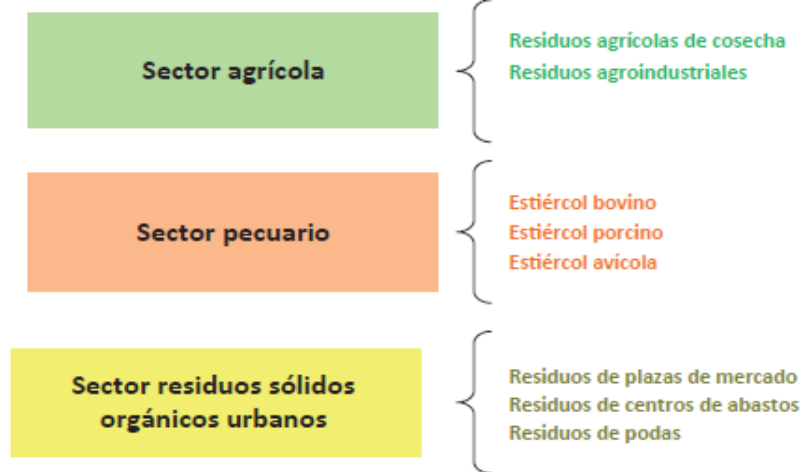 Sector agrícola
Residuos agrícolas de cosecha
Residuos agroindustriales
Sector pecuario
Estiércol bovino
Estiércol porcino
Estiércol avícola
Sector residuos sólidos
orgánicos urbanos
Residuos de plazas de mercado
Residuos de centros de abastos
Residuos de podas